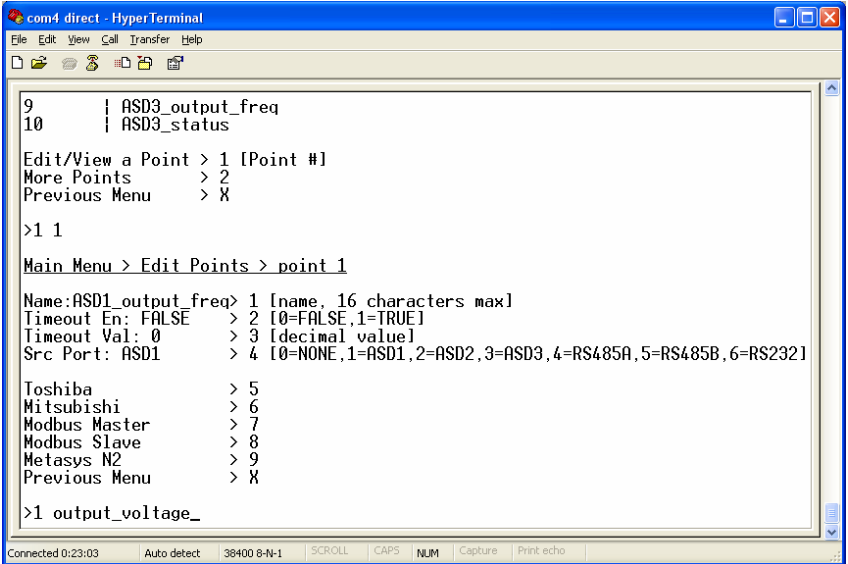 com4 direct - HyperTerminal
File Edit View Call Transfer Help
9 | ASD3_output_freq
10 | ASD3_status
Edit/View a Point > 1 [Point #]
More Points > 2
Previous Menu > X
>1 1
Main Menu > Edit Points > point 1
Name:ASD1_output_freq> 1 [name, 16 characters max]
Timeout En: FALSE > 2 [0=FALSE,1=TRUE]
Timeout Val: 0 > 3 [decimal value]
Src Port: ASD1 > 4 [0=NONE,1=ASD1,2=ASD2,3=ASD3,4=RS485A,5=RS485B,6=RS232]
Toshiba > 5
Mitsubishi > 6
Modbus Master > 7
Modbus Slave > 8
Metasys N2 > 9
Previous Menu > X
>1 output_voltage_
Connected 0:23:03 Auto detect 38400 8-N-1 SCROLL CAPS NUM Capture Print echo